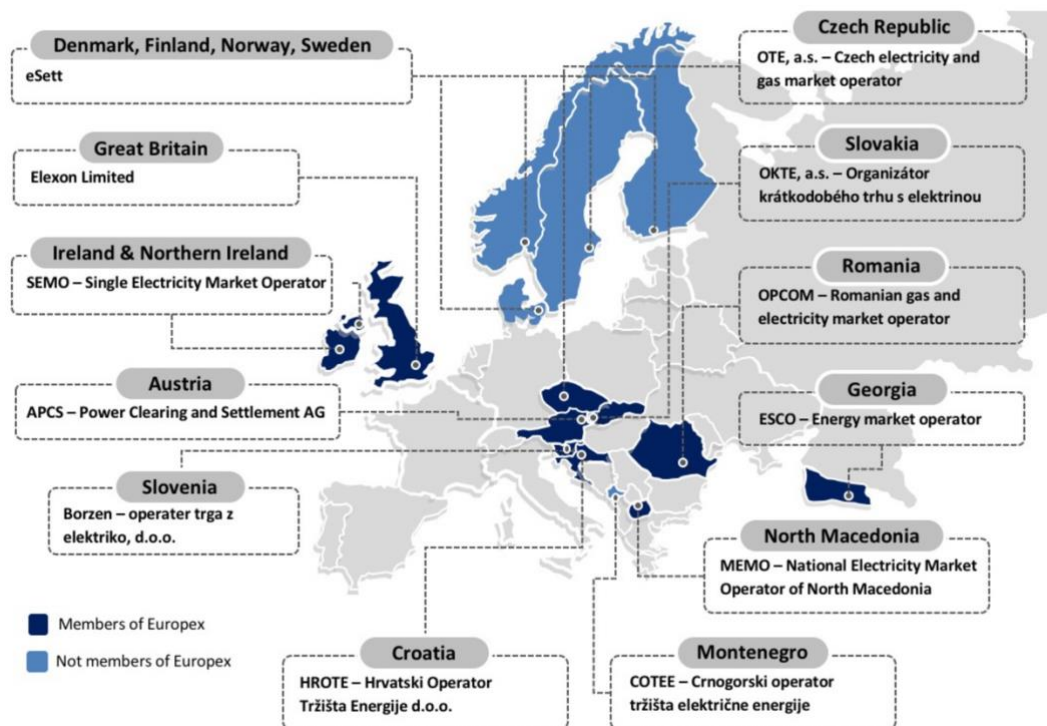 Denmark, Finland, Norway, Sweden
eSett
Great Britain
Elexon Limited
Ireland & Northern Ireland
SEMO – Single Electricity Market Operator
Austria
APCS – Power Clearing and Settlement AG
Slovenia
Borzen – operater trga z
elektriko, d.o.o.
Members of Europex
Not members of Europex
Croatia
HROTE – Hrvatski Operator
Tržišta Energije d.o.o.
Czech Republic
OTE, a.s. – Czech electricity and
gas market operator
Slovakia
OKTE, a.s. – Organizátor
krátkodobého trhu s elektrinou
Romania
OPCOM – Romanian gas and
electricity market operator
Georgia
ESCO – Energy market operator
North Macedonia
MEMO – National Electricity Market
Operator of North Macedonia
Montenegro
COTEE – Crnogorski operator
tržišta električne energije